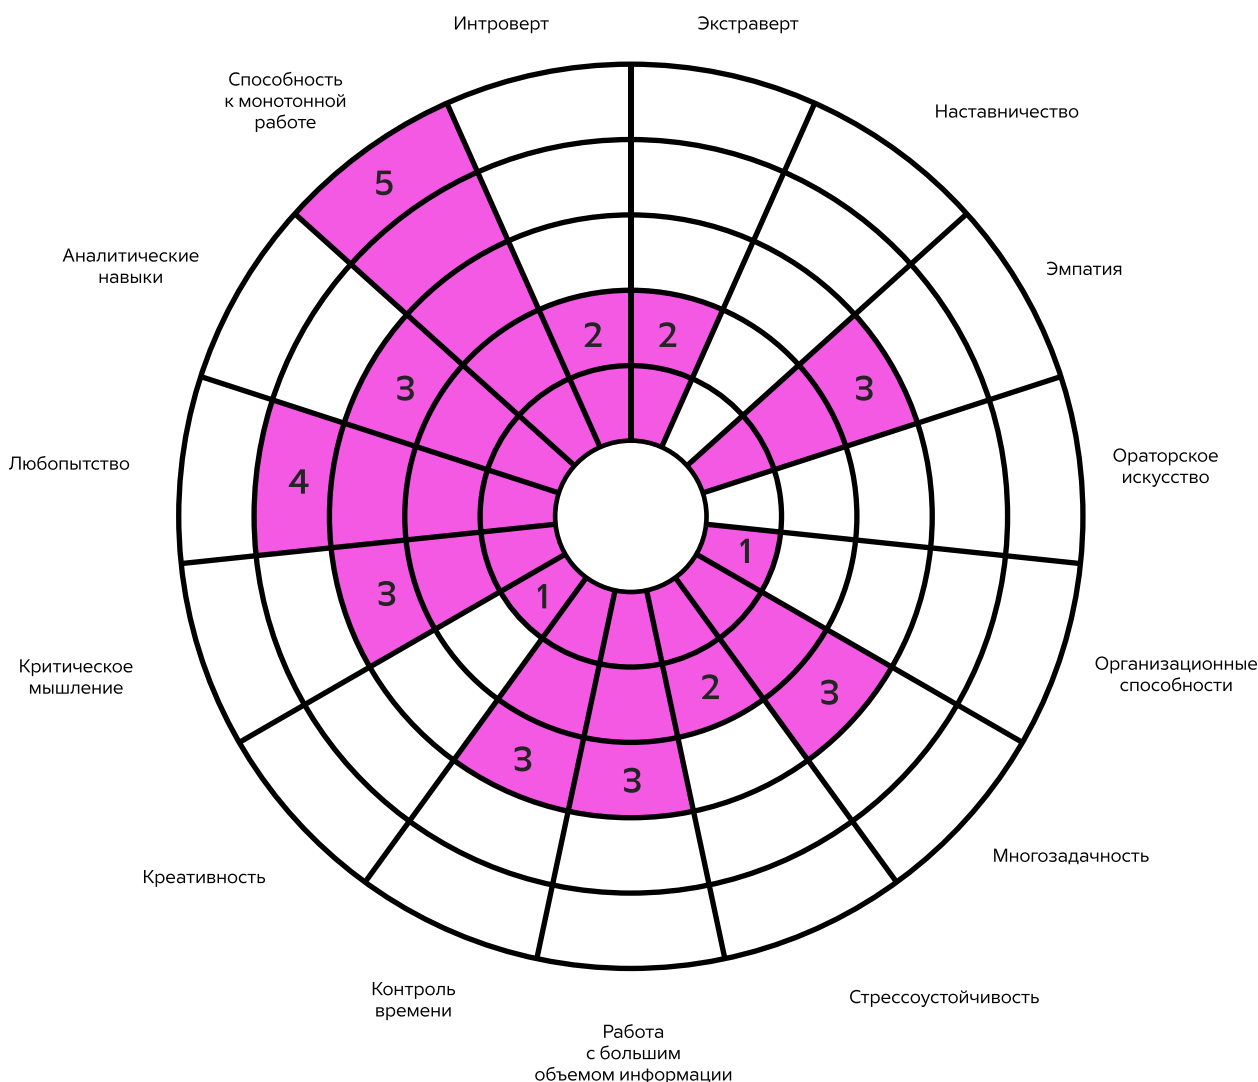 Интроверт
Экстраверт
Способность
к монотонной
работе
Наставничество
5
Аналитические
навыки
Эмпатия
2
2
3
3
Любопытство
4
Ораторское
искусство
1
3
1
Критическое
мышление
Организационные
способности
2
3
3
3
Креативность
Многозадачность
Контроль
времени
Стрессоустойчивость
Работа
с большим
объемом информации